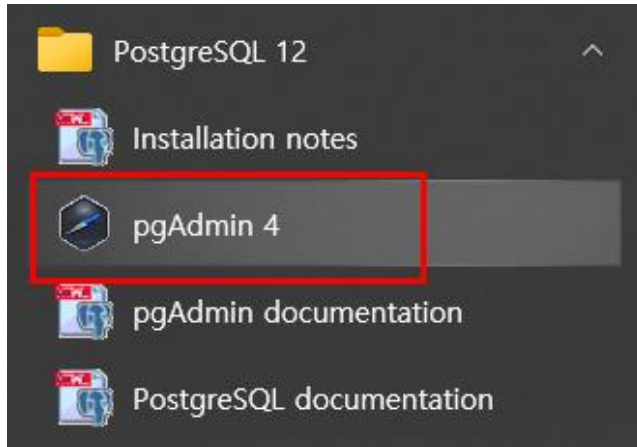 PostgreSQL 12
Installation notes
pgAdmin 4
pgAdmin documentation
PostgreSQL documentation